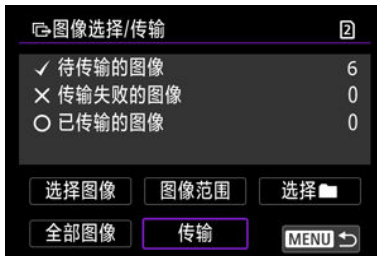 图像选择/传输 2
✓ 待传输的图像 6
✕ 传输失败的图像 0
○ 已传输的图像 0
选择图像 图像范围 选择
全部图像 传输 MENU